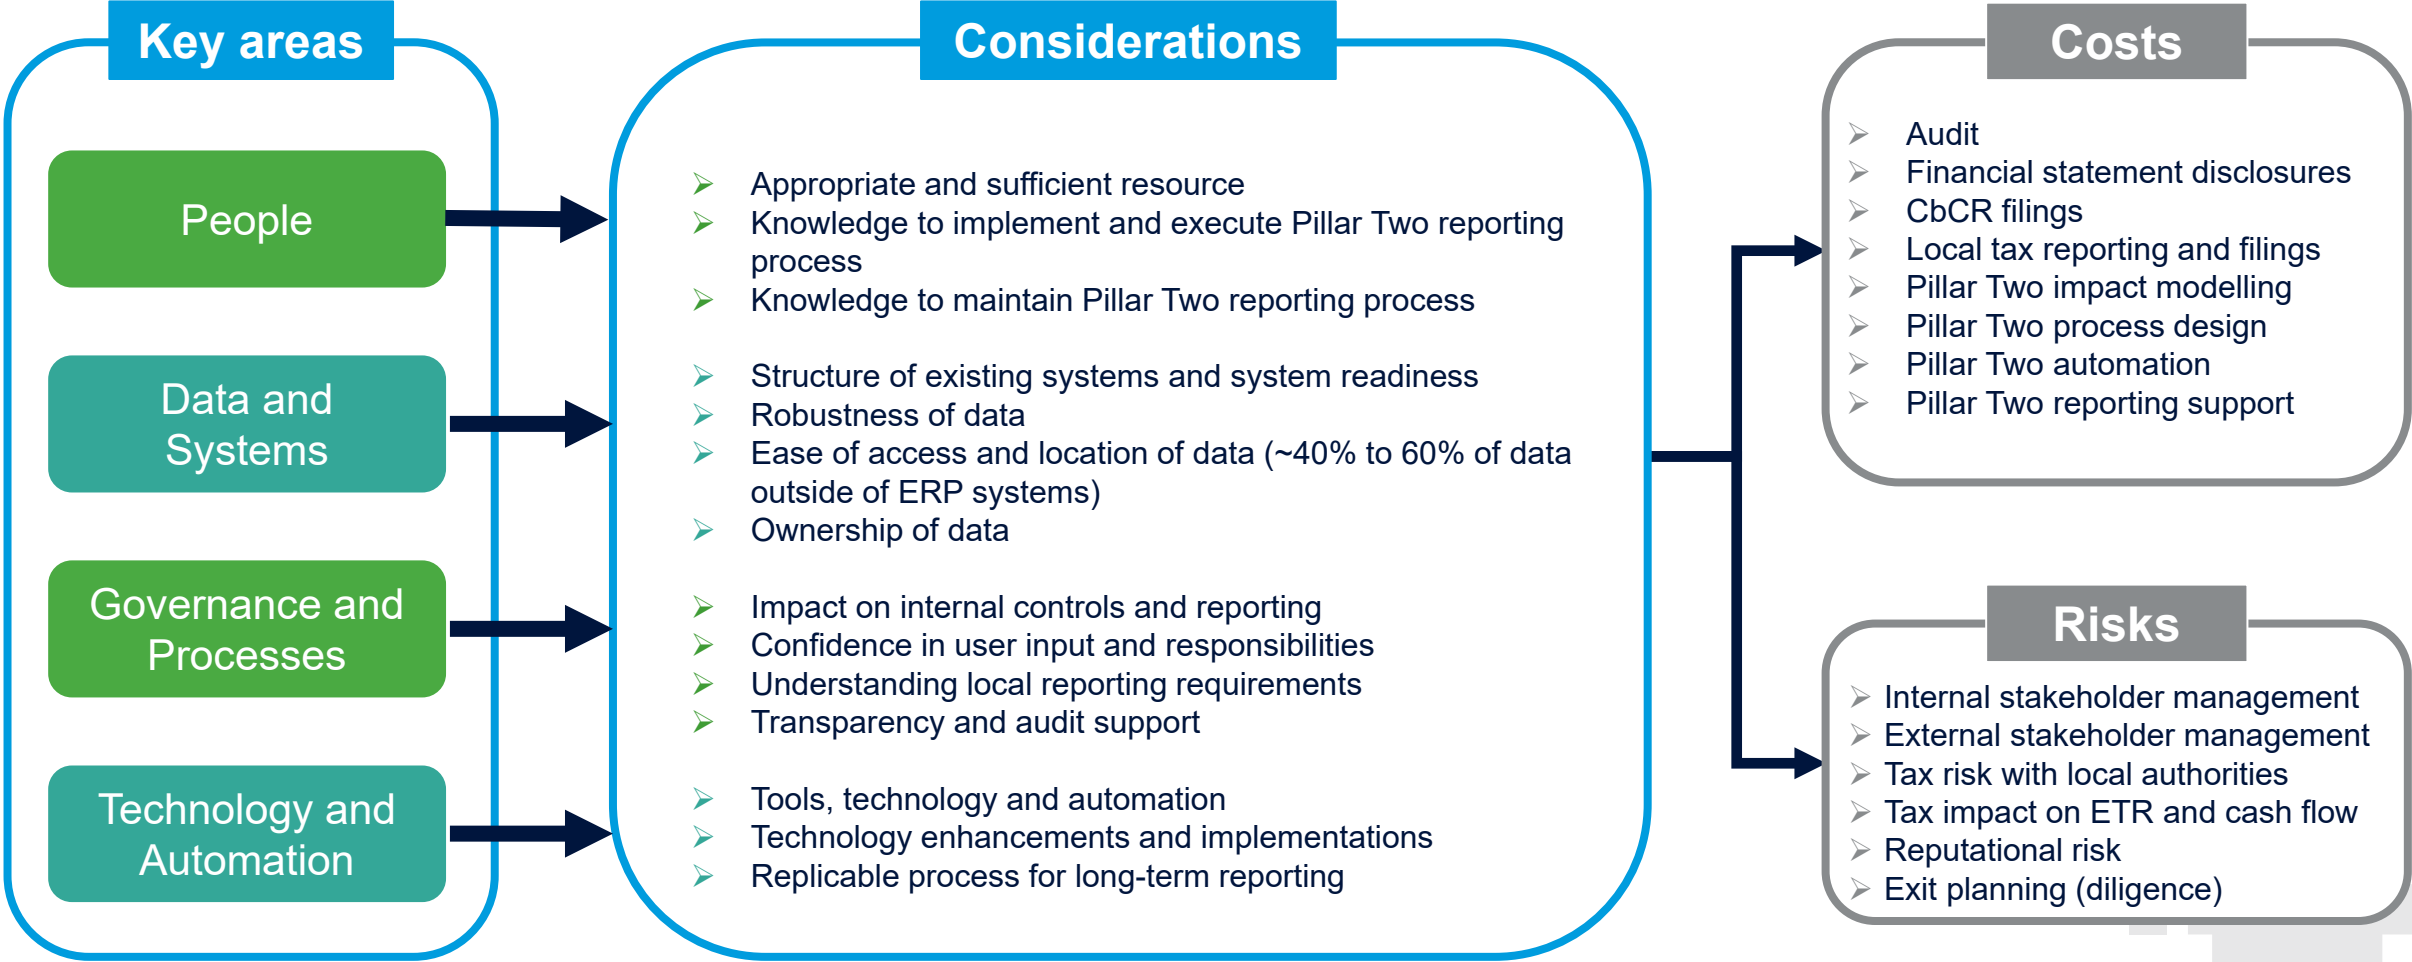 Key areas
People
Data and
Systems
Governance and
Processes
Technology and
Automation
Considerations
Appropriate and sufficient resource
Knowledge to implement and execute Pillar Two reporting
process
Knowledge to maintain Pillar Two reporting process
Structure of existing systems and system readiness
Robustness of data
Ease of access and location of data (~40% to 60% of data
outside of ERP systems)
Ownership of data
Impact on internal controls and reporting
Confidence in user input and responsibilities
Understanding local reporting requirements
Transparency and audit support
Tools, technology and automation
Technology enhancements and implementations
Replicable process for long-term reporting
Costs
Audit
Financial statement disclosures
CbCR filings
Local tax reporting and filings
Pillar Two impact modelling
Pillar Two process design
Pillar Two automation
Pillar Two reporting support
Risks
Internal stakeholder management
External stakeholder management
Tax risk with local authorities
Tax impact on ETR and cash flow
Reputational risk
Exit planning (diligence)